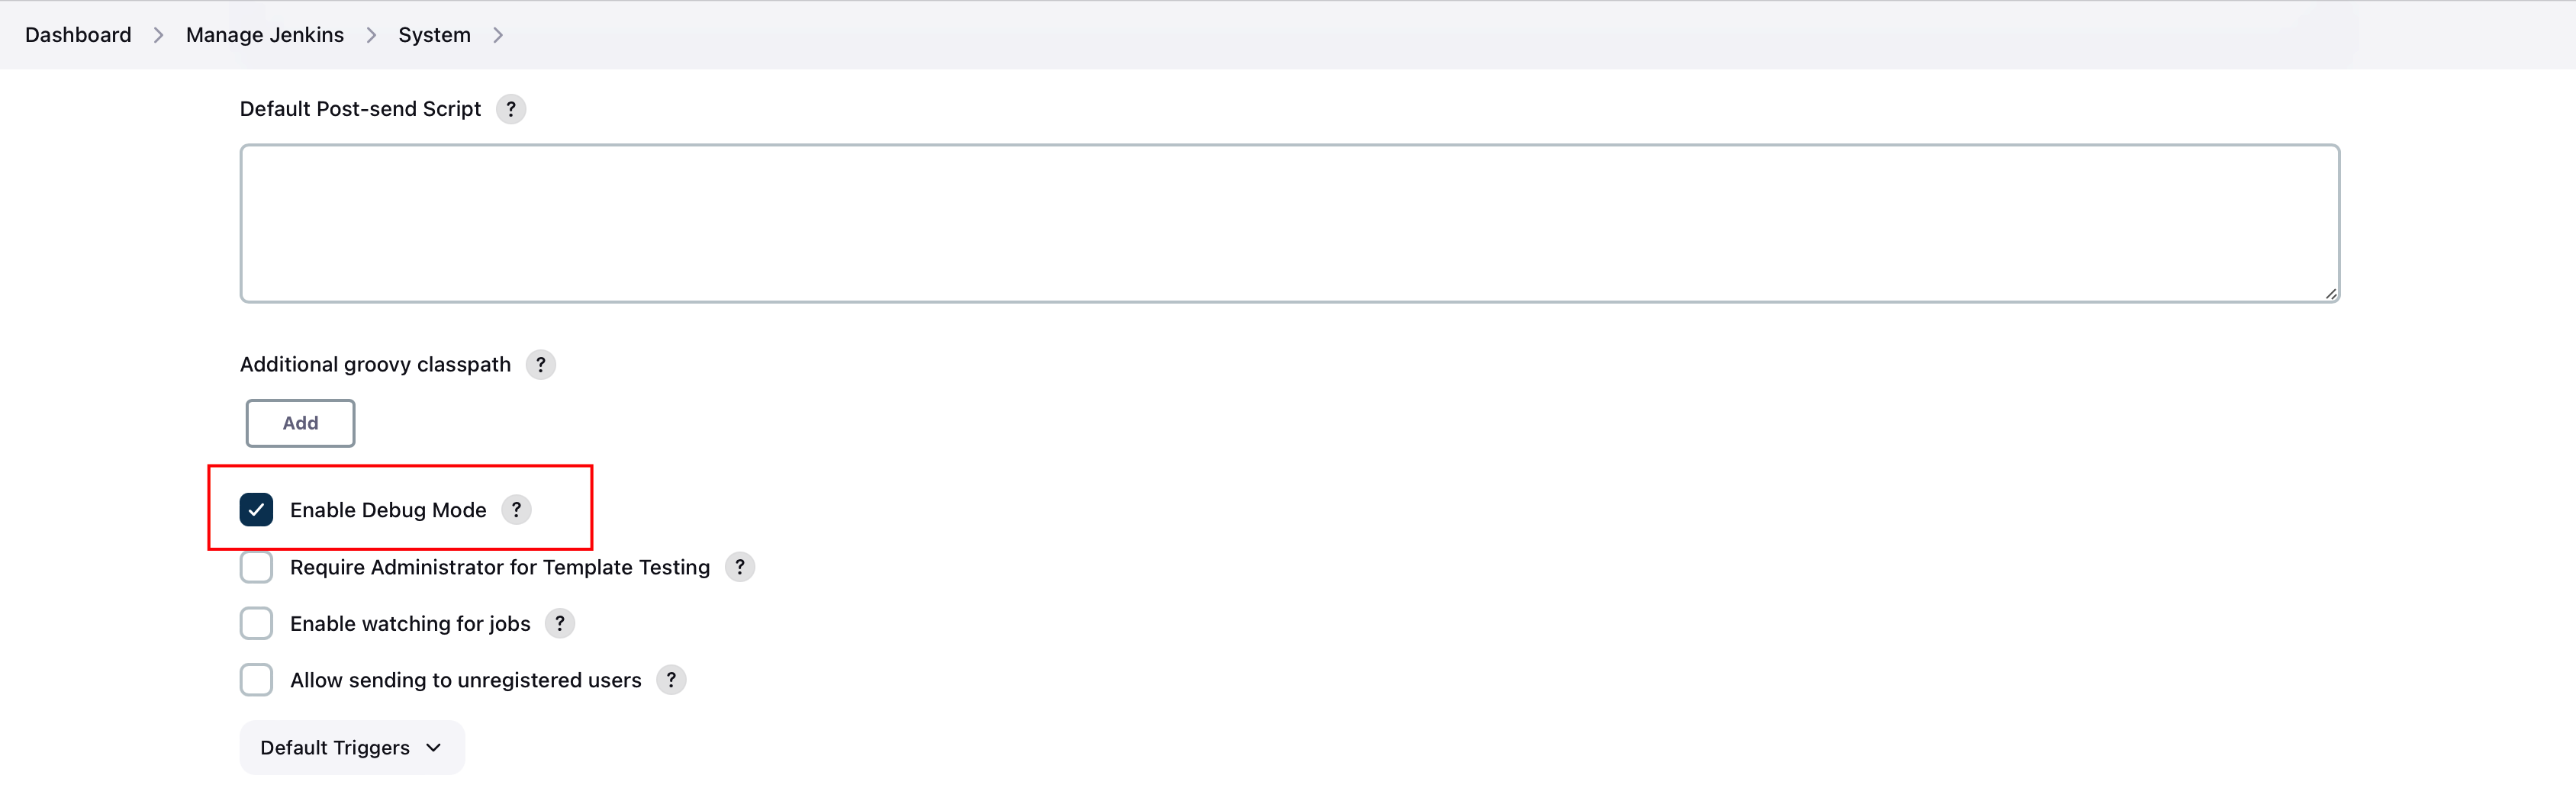 Dashboard > Manage Jenkins > System >
Default Post-send Script ?
Additional groovy classpath ?
Add
Enable Debug Mode ?
Require Administrator for Template Testing ?
Enable watching for jobs ?
Allow sending to unregistered users ?
Default Triggers